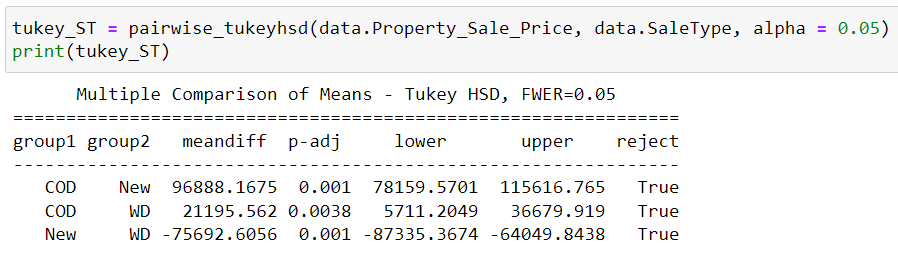 tukey_ST = pairwise_tukeyhsd(data.Property_Sale_Price, data.SaleType, alpha = 0.05)
print(tukey_ST)
Multiple Comparison of Means - Tukey HSD, FWER=0.05
===============================================================
group1 group2 meandiff p-adj lower upper reject
---------------------------------------------------------------
COD New 96888.1675 0.001 78159.5701 115616.765 True
COD WD 21195.562 0.0038 5711.2049 36679.919 True
New WD -75692.6056 0.001 -87335.3674 -64049.8438 True